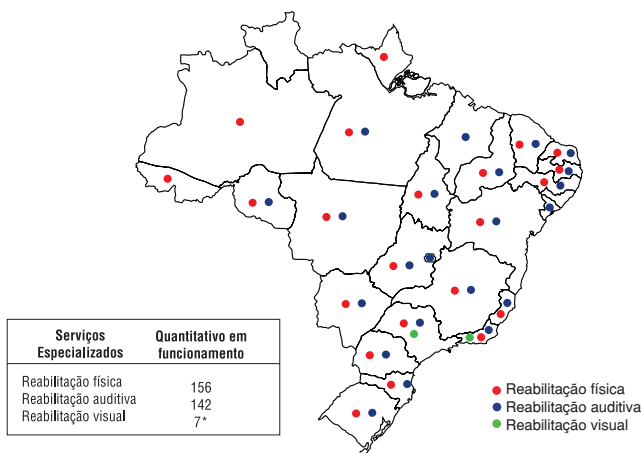 Serviços Especializados
Quantitativo em funcionamento
Reabilitação física 156
Reabilitação auditiva 142
Reabilitação visual 7*
Reabilitação física
Reabilitação auditiva
Reabilitação visual